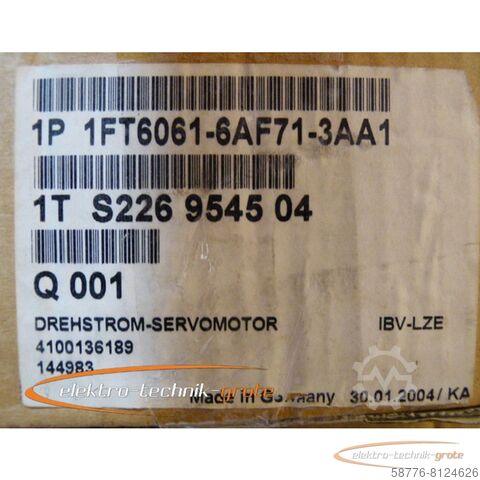 1P 1FT6061-6AF71-3AA1
1T S226 9545 04
Q 001
DREHSTROM-SERVOMOTOR IBV-LZE
4100136189
144983
elektro-technik-grote
Made in Germany 30.01.2004/ KA
elektro-technik-grote
58776-8124626